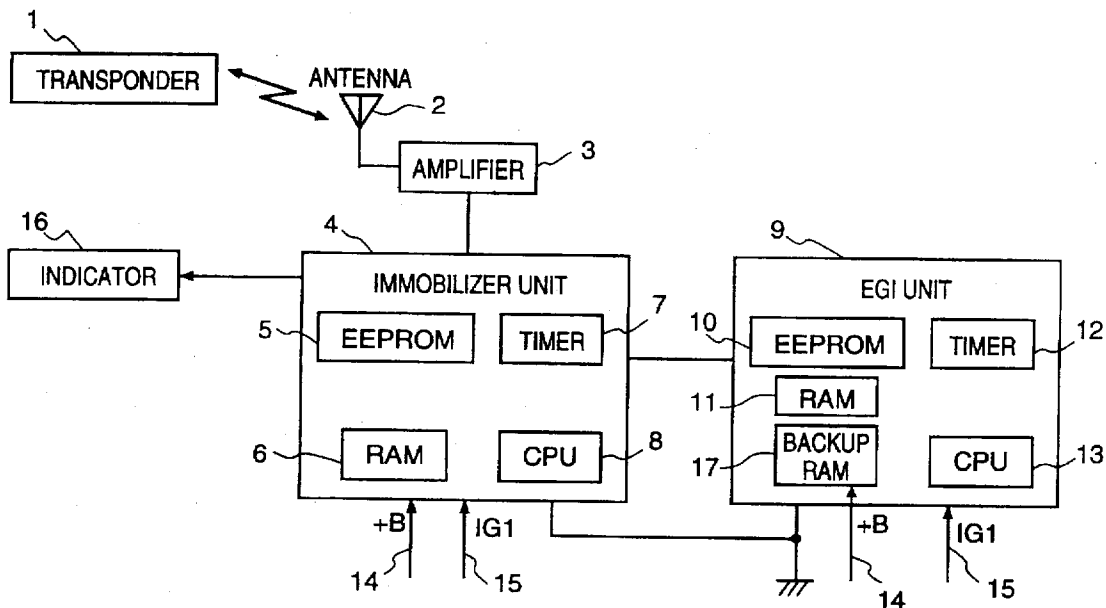 1
TRANSPONDER
ANTENNA
2
AMPLIFIER
3
16
INDICATOR
4
IMMOBILIZER UNIT
5
EEPROM
7
TIMER
6
RAM
8
CPU
+B
IG1
14
15
9
EGI UNIT
10
EEPROM
TIMER
12
11
RAM
17
BACKUP
RAM
CPU
13
+B
IG1
14
15